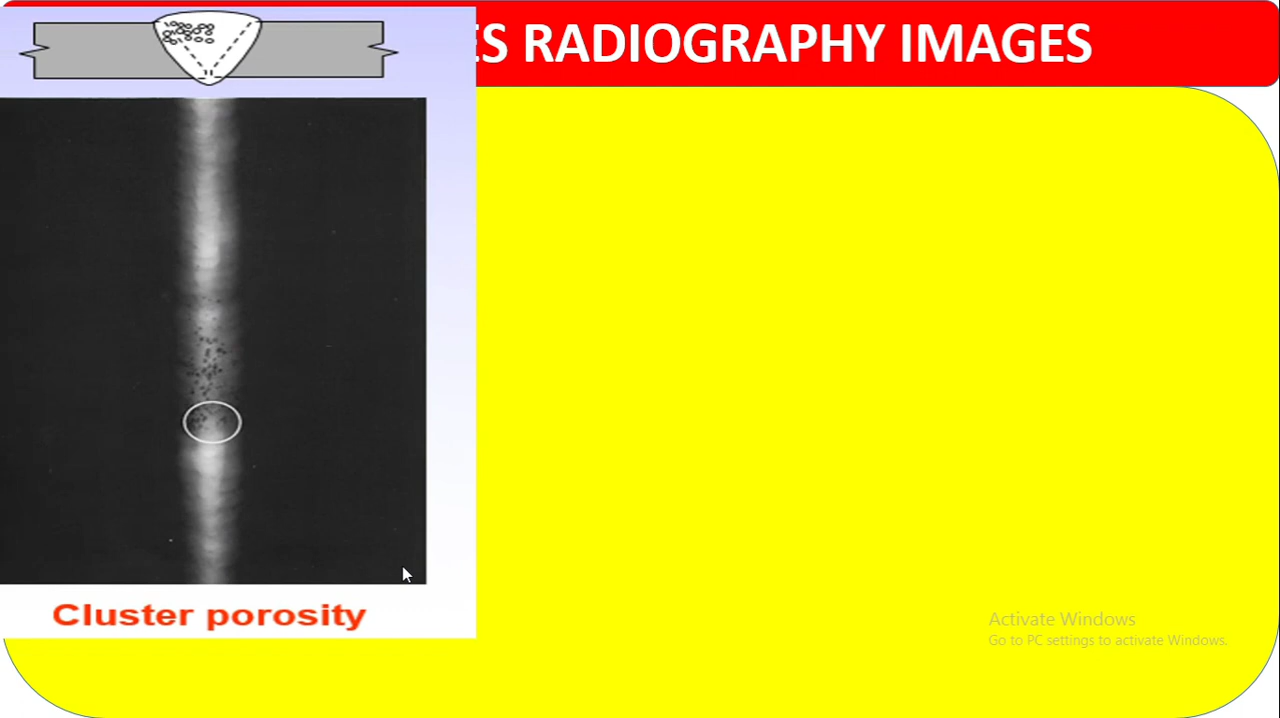 ES RADIOGRAPHY IMAGES
Cluster porosity
Activate Windows
Go to PC settings to activate Windows.